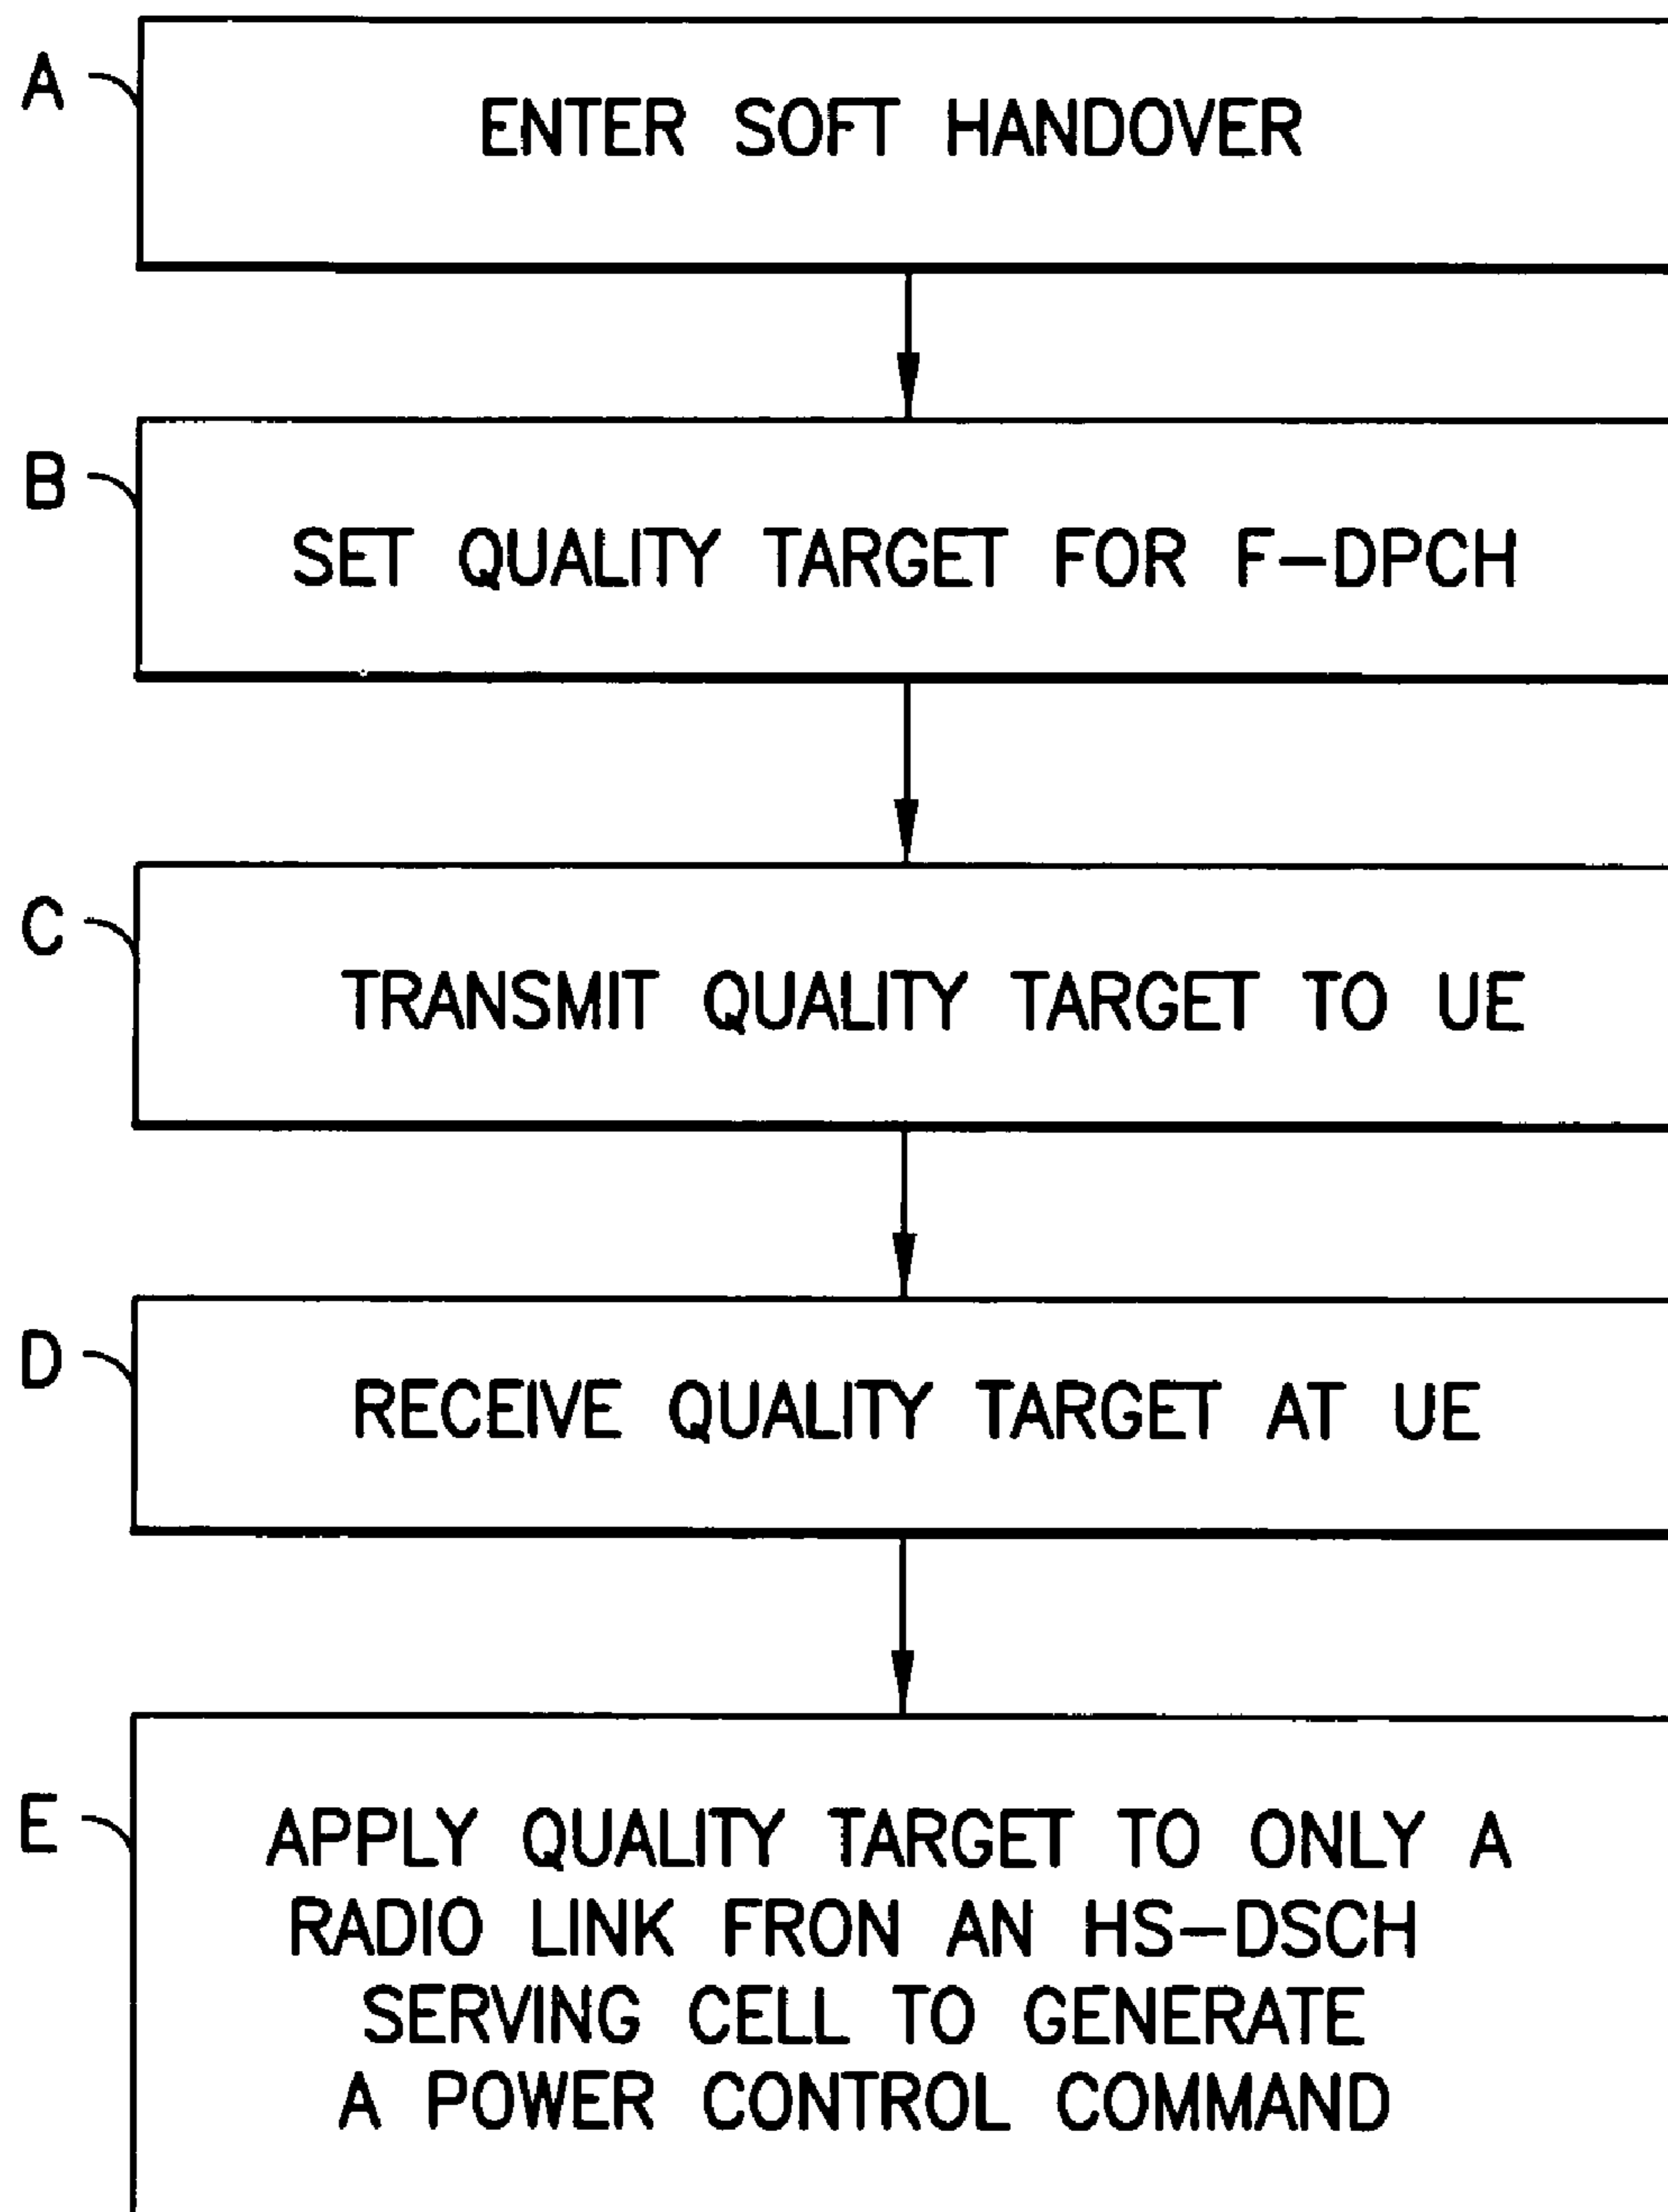 A
ENTER SOFT HANDOVER
B
SET QUALITY TARGET FOR F-DPCH
C
TRANSMIT QUALITY TARGET TO UE
D
RECEIVE QUALITY TARGET AT UE
E
APPLY QUALITY TARGET TO ONLY A
RADIO LINK FRON AN HS-DSCH
SERVING CELL TO GENERATE
A POWER CONTROL COMMAND